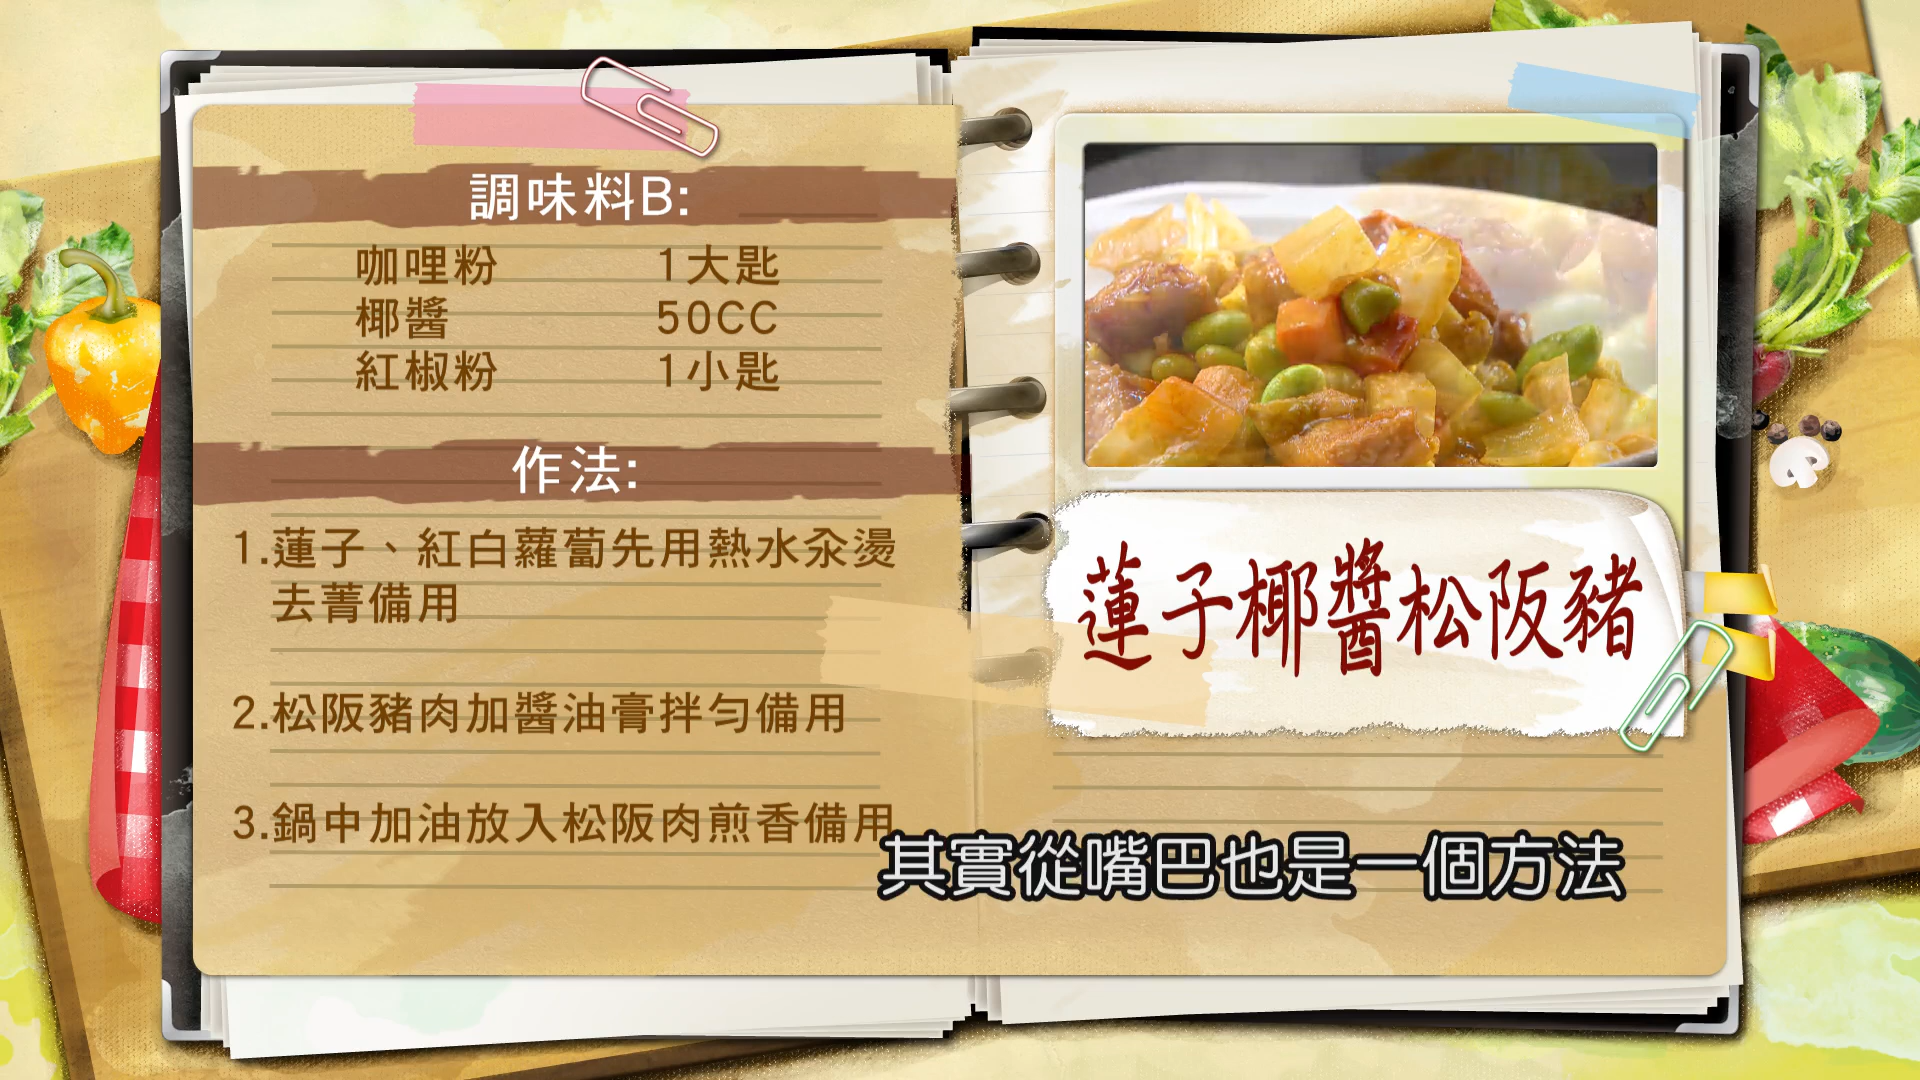 調味料B:
咖哩粉 1大匙
椰醬 50CC
紅椒粉 1小匙
作法:
1.蓮子、紅白蘿蔔先用熱水汆燙
去菁備用
2.松阪豬肉加醬油膏拌勻備用
3.鍋中加油放入松阪肉煎香備用
蓮子椰醬松阪豬
其實從嘴巴也是一個方法